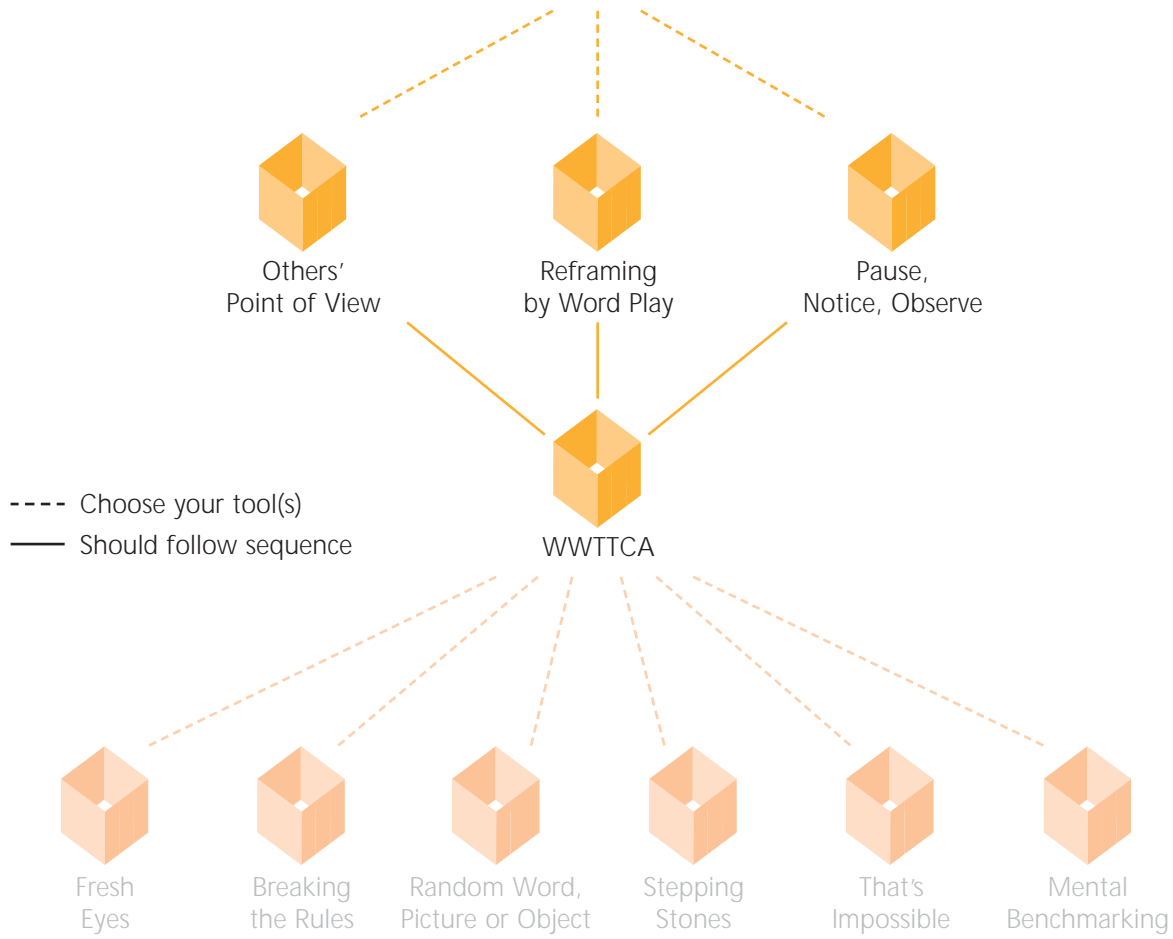 Others'
Point of View
Reframing
by Word Play
Pause,
Notice, Observe
Choose your tool(s)
Should follow sequence
WWTTCA
Fresh
Eyes
Breaking
the Rules
Random Word,
Picture or Object
Stepping
Stones
That's
Impossible
Mental
Benchmarking